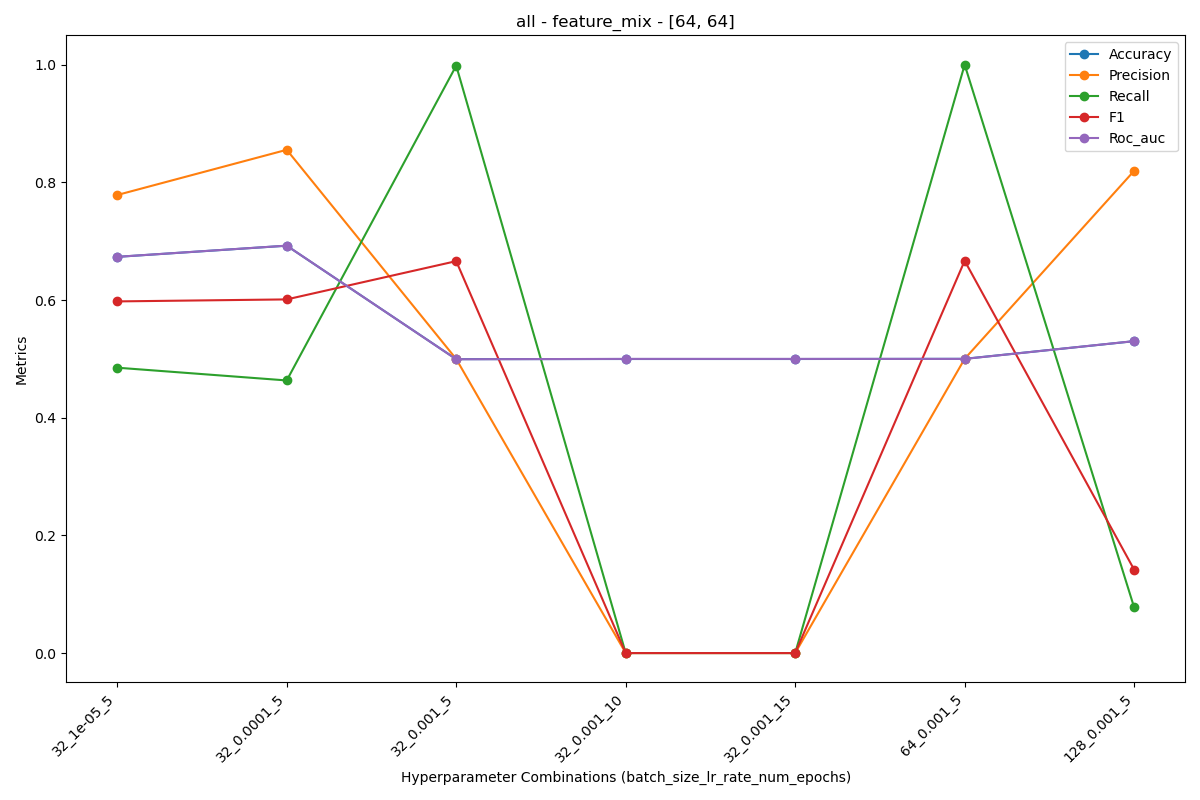 all - feature_mix - [64, 64]
Accuracy
Precision
Recall
F1
Roc_auc
Metrics
1.0
0.8
0.6
0.4
0.2
0.0
32_1e-05_5
32_0.0001_5
32_0.001_5
32_0.001_10
32_0.001_15
64_0.001_5
128_0.001_5
Hyperparameter Combinations (batch_size_lr_rate_num_epochs)